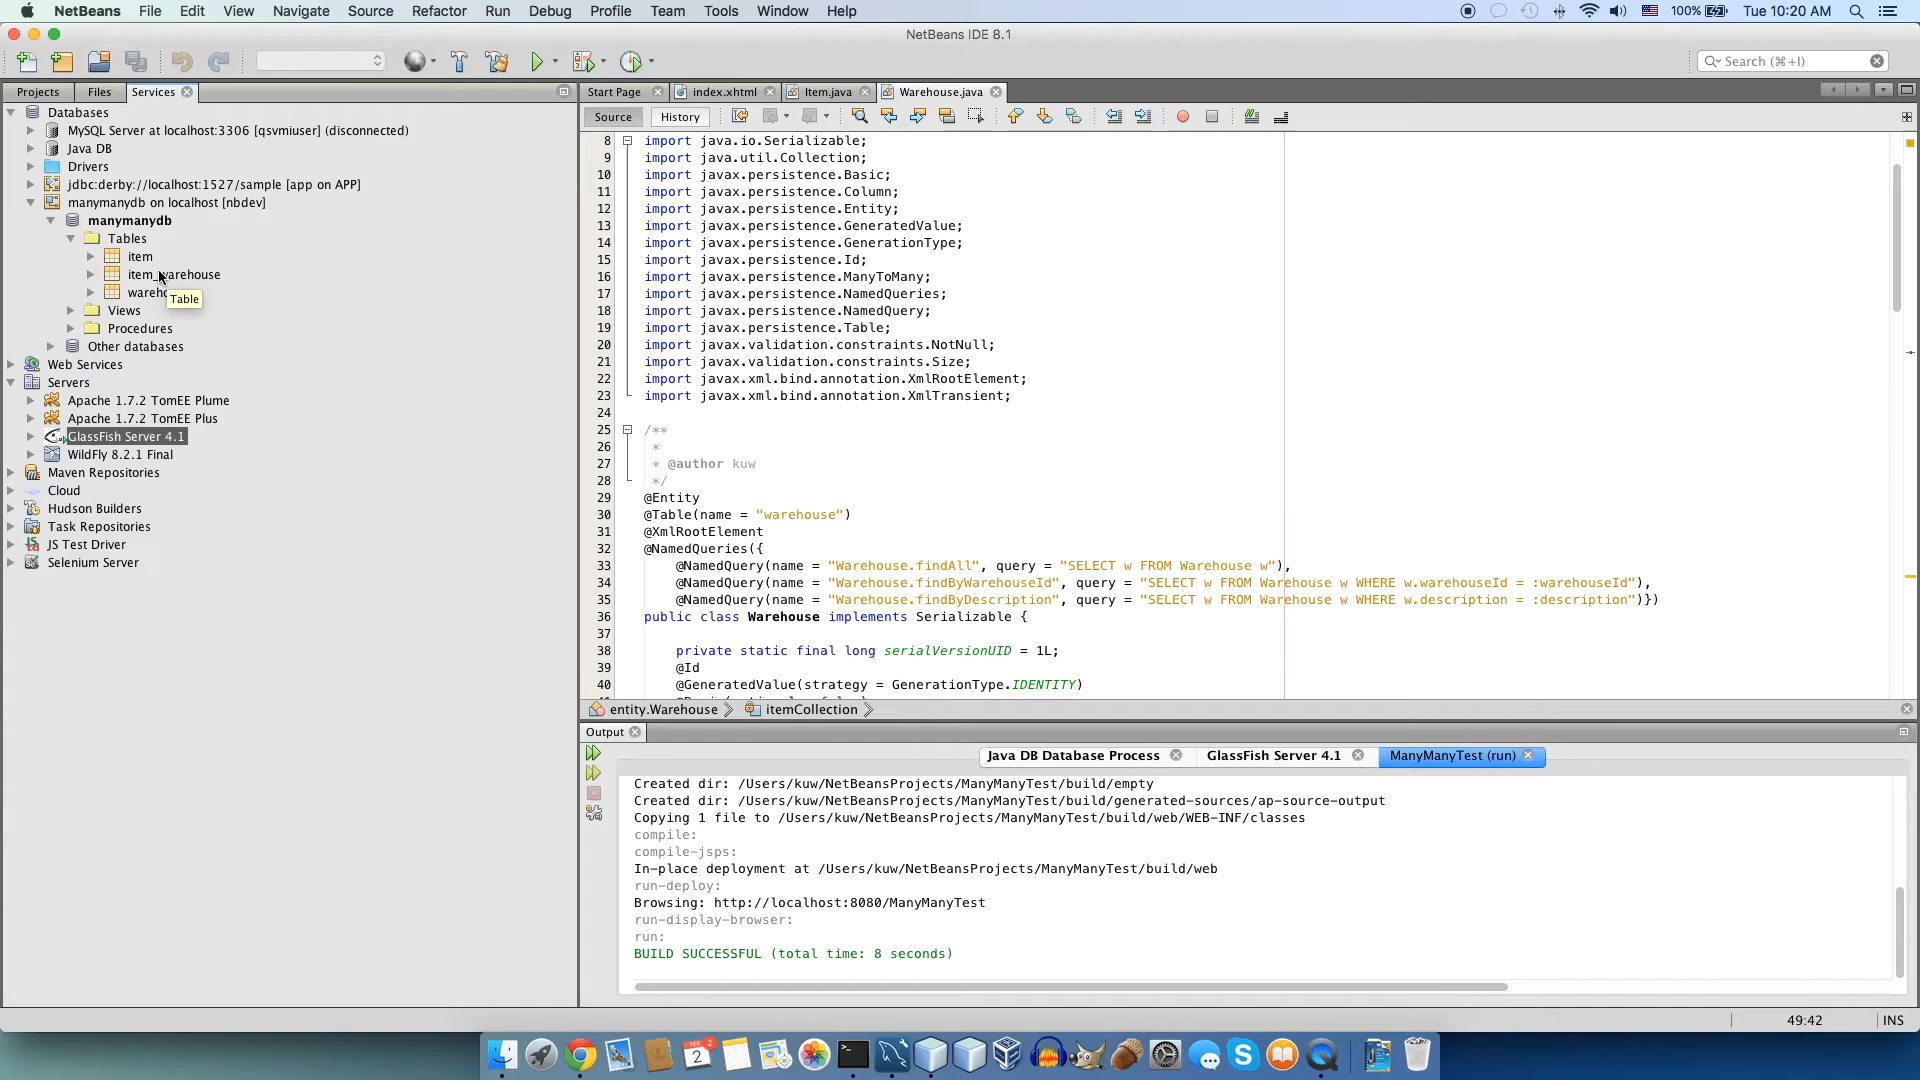 NetBeans File Edit View Navigate Source Refactor Run Debug Profile Team Tools Window Help 100% Tue 10:20 AM
NetBeans IDE 8.1
Search (⌘+I)
Projects Files Services
Databases
MySQL Server at localhost:3306 [qsvmiuser] (disconnected)
Java DB
Drivers
jdbc:derby://localhost:1527/sample [app on APP]
manymanydb on localhost [nbdev]
manymanydb
Tables
item
item_warehouse
Table
Views
Procedures
Other databases
Web Services
Servers
Apache 1.7.2 TomEE Plume
Apache 1.7.2 TomEE Plus
GlassFish Server 4.1
WildFly 8.2.1 Final
Maven Repositories
Cloud
Hudson Builders
Task Repositories
JS Test Driver
Selenium Server
Start Page index.xhtml Item.java Warehouse.java
Source History
8 import java.io.Serializable;
9 import java.util.Collection;
10 import javax.persistence.Basic;
11 import javax.persistence.Column;
12 import javax.persistence.Entity;
13 import javax.persistence.GeneratedValue;
14 import javax.persistence.GenerationType;
15 import javax.persistence.Id;
16 import javax.persistence.ManyToMany;
17 import javax.persistence.NamedQueries;
18 import javax.persistence.NamedQuery;
19 import javax.persistence.Table;
20 import javax.validation.constraints.NotNull;
21 import javax.validation.constraints.Size;
22 import javax.xml.bind.annotation.XmlRootElement;
23 import javax.xml.bind.annotation.XmlTransient;
24
25 /**
26 *
27 * @author kuw
28 */
29 @Entity
30 @Table(name = "warehouse")
31 @XmlRootElement
32 @NamedQueries({
33 @NamedQuery(name = "Warehouse.findAll", query = "SELECT w FROM Warehouse w"),
34 @NamedQuery(name = "Warehouse.findByWarehouseId", query = "SELECT w FROM Warehouse w WHERE w.warehouseId = :warehouseId"),
35 @NamedQuery(name = "Warehouse.findByDescription", query = "SELECT w FROM Warehouse w WHERE w.description = :description")})
36 public class Warehouse implements Serializable {
37
38 private static final long serialVersionUID = 1L;
39 @Id
40 @GeneratedValue(strategy = GenerationType.IDENTITY)
entity.Warehouse itemCollection
Output
Java DB Database Process GlassFish Server 4.1 ManyManyTest (run)
Created dir: /Users/kuw/NetBeansProjects/ManyManyTest/build/empty
Created dir: /Users/kuw/NetBeansProjects/ManyManyTest/build/generated-sources/ap-source-output
Copying 1 file to /Users/kuw/NetBeansProjects/ManyManyTest/build/web/WEB-INF/classes
compile:
compile-jsps:
In-place deployment at /Users/kuw/NetBeansProjects/ManyManyTest/build/web
run-deploy:
Browsing: http://localhost:8080/ManyManyTest
run-display-browser:
run:
BUILD SUCCESSFUL (total time: 8 seconds)
49:42 INS
FEB 2
2